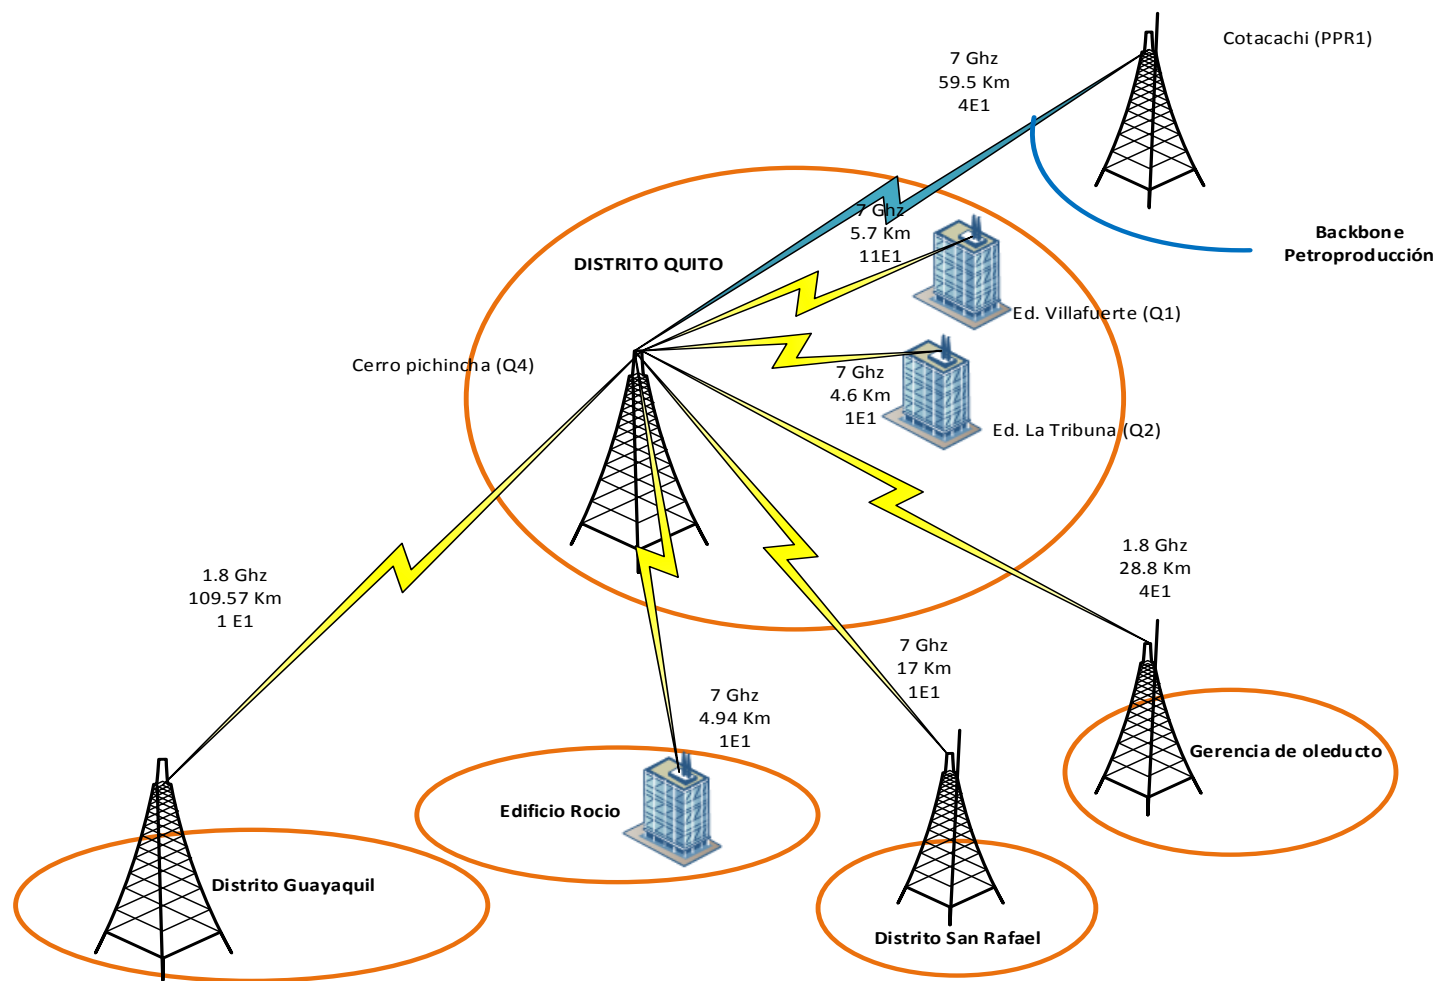 Cotacachi (PPR1)
7 Ghz
59.5 Km
4E1
7 Ghz
5.7 Km
11E1
Backbone
Petroproducción
DISTRITO QUITO
Ed. Villafuerte (Q1)
Cerro pichincha (Q4)
7 Ghz
4.6 Km
1E1
Ed. La Tribuna (Q2)
1.8 Ghz
28.8 Km
4E1
1.8 Ghz
109.57 Km
1 E1
7 Ghz
17 Km
1E1
7 Ghz
4.94 Km
1E1
Gerencia de oleducto
Edificio Rocio
Distrito Guayaquil
Distrito San Rafael